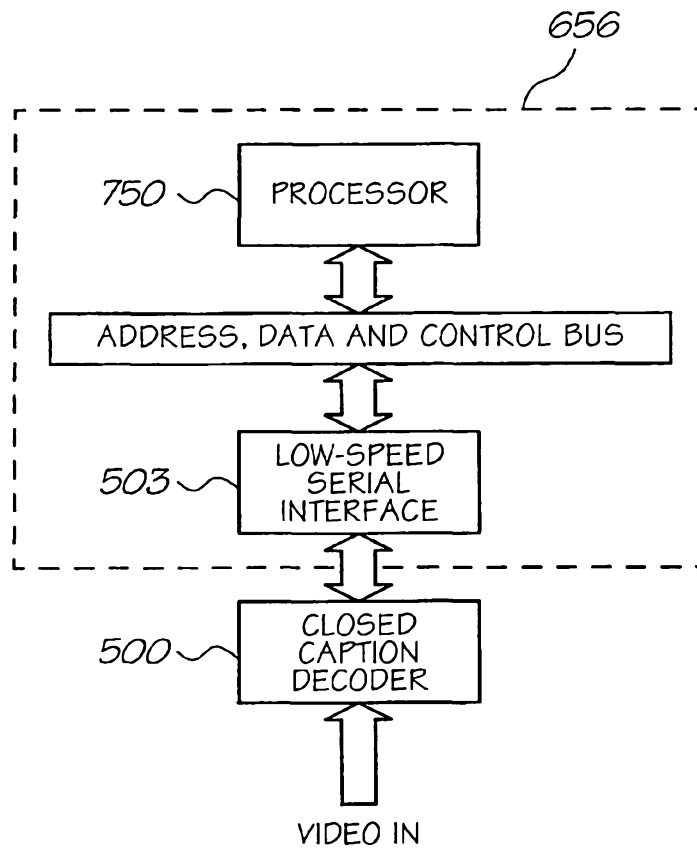 656
750
PROCESSOR
ADDRESS, DATA AND CONTROL BUS
503
LOW-SPEED
SERIAL
INTERFACE
500
CLOSED
CAPTION
DECODER
VIDEO IN